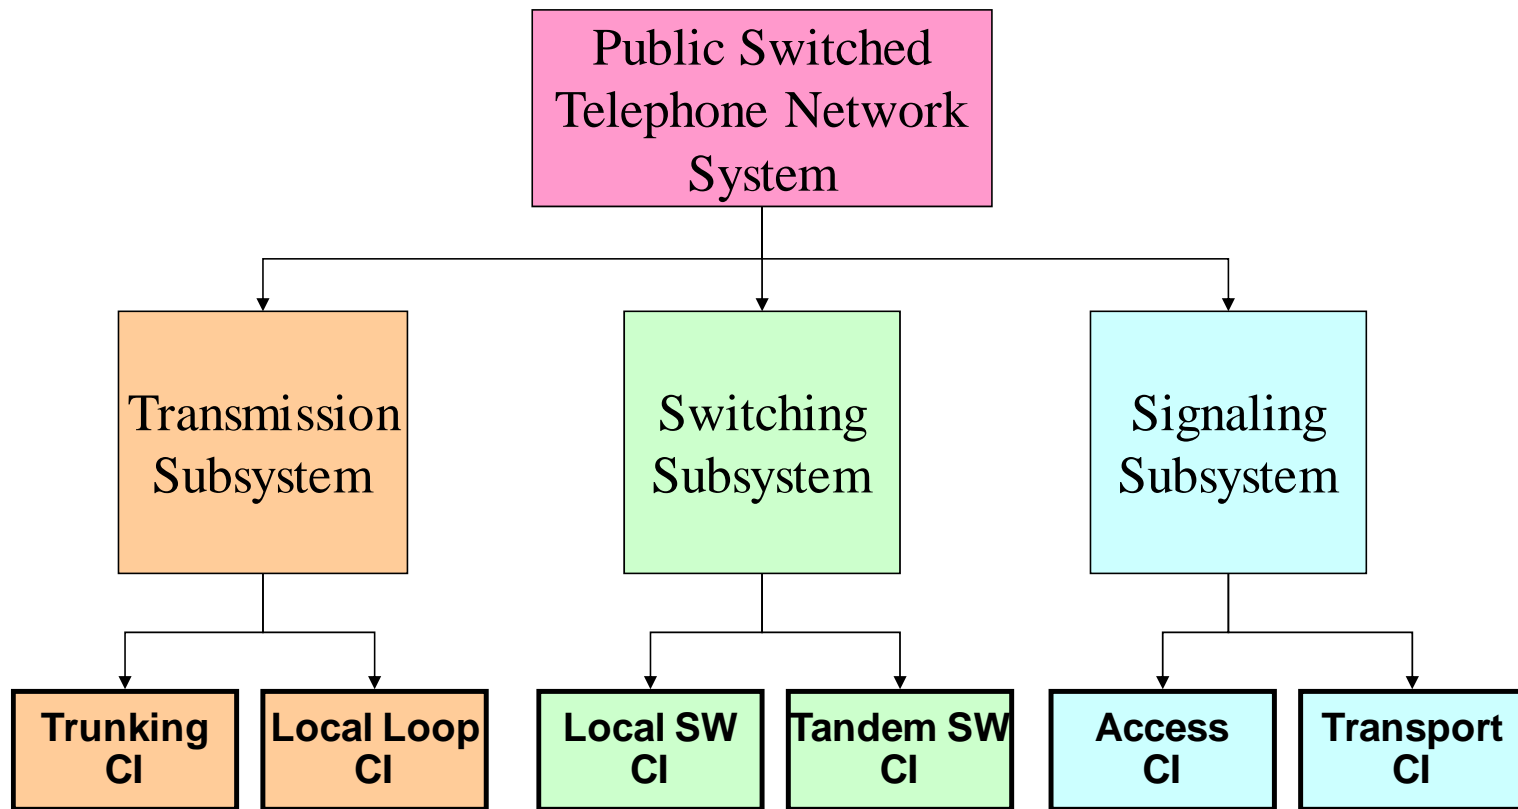 Public Switched
Telephone Network
System
Transmission
Subsystem
Switching
Subsystem
Signaling
Subsystem
Trunking
CI
Local Loop
CI
Local SW
CI
Tandem SW
CI
Access
CI
Transport
CI